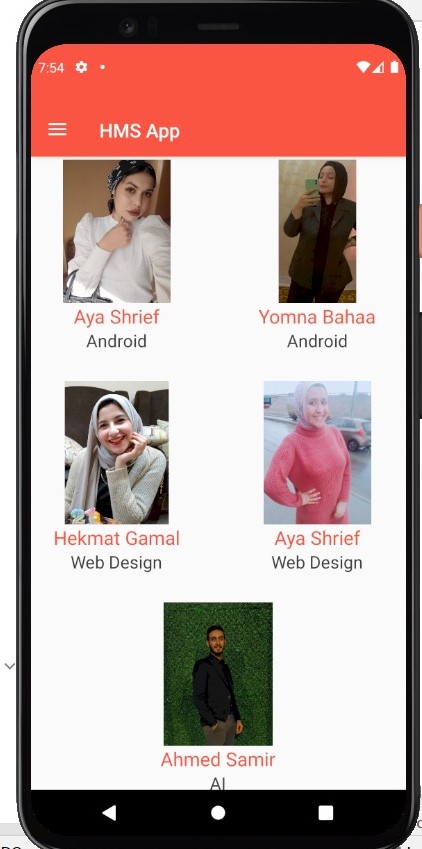 7:54
HMS App
Aya Shrief
Android
Yomna Bahaa
Android
Hekmat Gamal
Web Design
Aya Shrief
Web Design
Ahmed Samir
AI